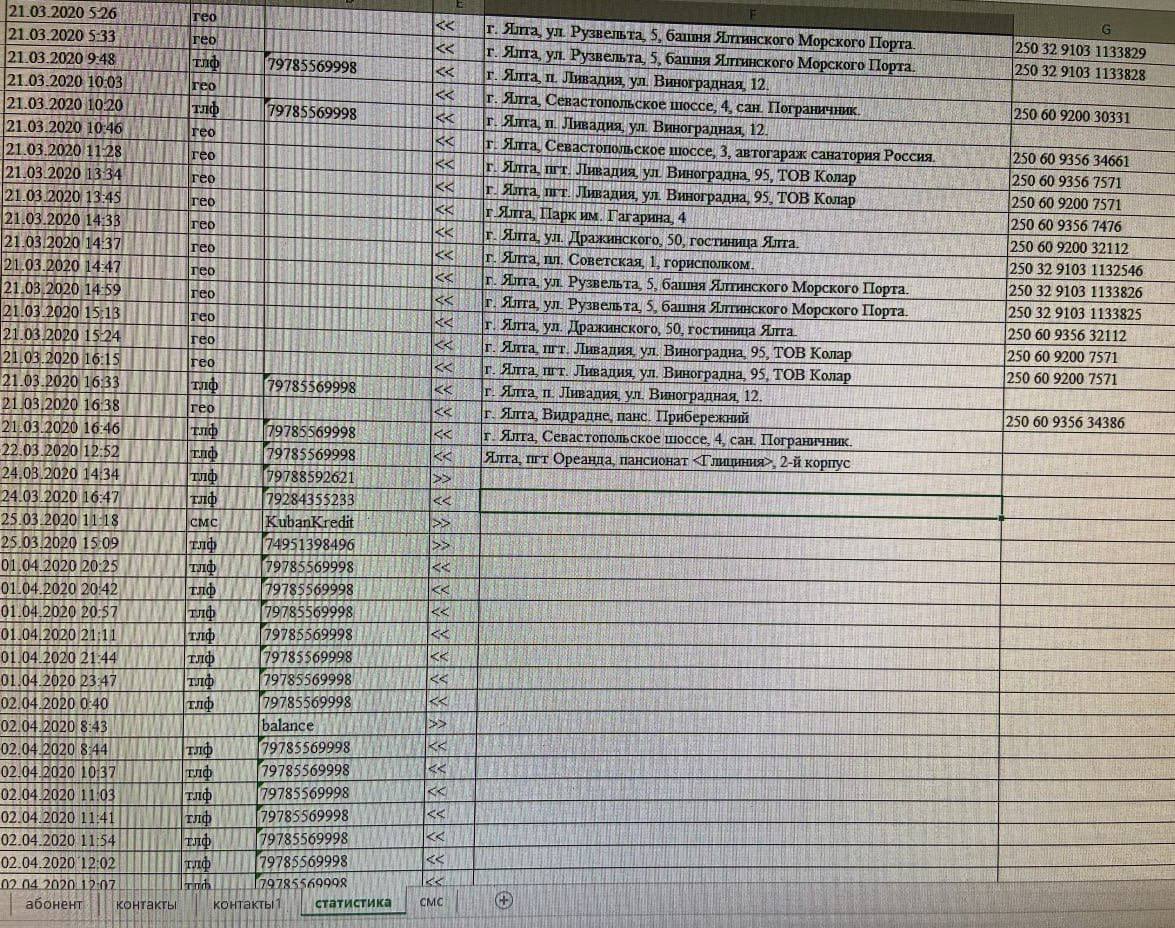 E F G
21.03.2020 5:26 гео << г. Ялта, ул. Рузвельта, 5, башня Ялтинского Морского Порта. 250 32 9103 1133829
21.03.2020 5:33 гео << г. Ялта, ул. Рузвельта, 5, башня Ялтинского Морского Порта. 250 32 9103 1133828
21.03.2020 9:48 тлф 79785569998 << г. Ялта, п. Ливадия, ул. Виноградная, 12.
21.03.2020 10:03 гео << г. Ялта, Севастопольское шоссе, 4, сан. Пограничник. 250 60 9200 30331
21.03.2020 10:20 тлф 79785569998 << г. Ялта, п. Ливадия, ул. Виноградная, 12.
21.03.2020 10:46 гео << г. Ялта, Севастопольское шоссе, 3, автогараж санатория Россия. 250 60 9356 34661
21.03.2020 11:28 гео << г. Ялта, пгт. Ливадия, ул. Виноградна, 95, ТОВ Колар 250 60 9356 7571
21.03.2020 13:34 гео << г. Ялта, пгт. Ливадия, ул. Виноградна, 95, ТОВ Колар 250 60 9200 7571
21.03.2020 13:45 гео << г.Ялта, Парк им. Гагарина, 4 250 60 9356 7476
21.03.2020 14:33 гео << г. Ялта, ул. Дражинского, 50, гостиница Ялта. 250 60 9200 32112
21.03.2020 14:37 гео << г. Ялта, пл. Советская, 1, горисполком. 250 32 9103 1132546
21.03.2020 14:47 гео << г. Ялта, ул. Рузвельта, 5, башня Ялтинского Морского Порта. 250 32 9103 1133826
21.03.2020 14:59 гео << г. Ялта, ул. Рузвельта, 5, башня Ялтинского Морского Порта. 250 32 9103 1133825
21.03.2020 15:13 гео << г. Ялта, ул. Дражинского, 50, гостиница Ялта. 250 60 9356 32112
21.03.2020 15:24 гео << г. Ялта, пгт. Ливадия, ул. Виноградна, 95, ТОВ Колар 250 60 9200 7571
21.03.2020 16:15 гео << г. Ялта, пгт. Ливадия, ул. Виноградна, 95, ТОВ Колар 250 60 9200 7571
21.03.2020 16:33 тлф 79785569998 << г. Ялта, п. Ливадия, ул. Виноградная, 12.
21.03.2020 16:38 гео << г. Ялта, Видрадне, панс. Прибережний 250 60 9356 34386
21.03.2020 16:46 тлф 79785569998 << г. Ялта, Севастопольское шоссе, 4, сан. Пограничник.
22.03.2020 12:52 тлф 79785569998 << Ялта, пгт Ореанда, пансионат <Глициния>, 2-й корпус
24.03.2020 14:34 тлф 79788592621 >>
24.03.2020 16:47 тлф 79284355233 <<
25.03.2020 11:18 смс KubanKredit >>
25.03.2020 15:09 тлф 74951398496 >>
01.04.2020 20:25 тлф 79785569998 <<
01.04.2020 20:42 тлф 79785569998 <<
01.04.2020 20:57 тлф 79785569998 <<
01.04.2020 21:11 тлф 79785569998 <<
01.04.2020 21:44 тлф 79785569998 <<
01.04.2020 23:47 тлф 79785569998 <<
02.04.2020 0:40 тлф 79785569998 <<
02.04.2020 8:43 balance >>
02.04.2020 8:44 тлф 79785569998 <<
02.04.2020 10:37 тлф 79785569998 <<
02.04.2020 11:03 тлф 79785569998 <<
02.04.2020 11:41 тлф 79785569998 <<
02.04.2020 11:54 тлф 79785569998 <<
02.04.2020 12:02 тлф 79785569998 <<
02.04.2020 12:07 тлф 79785569998 <<
абонент контакты контакты1 статистика смс